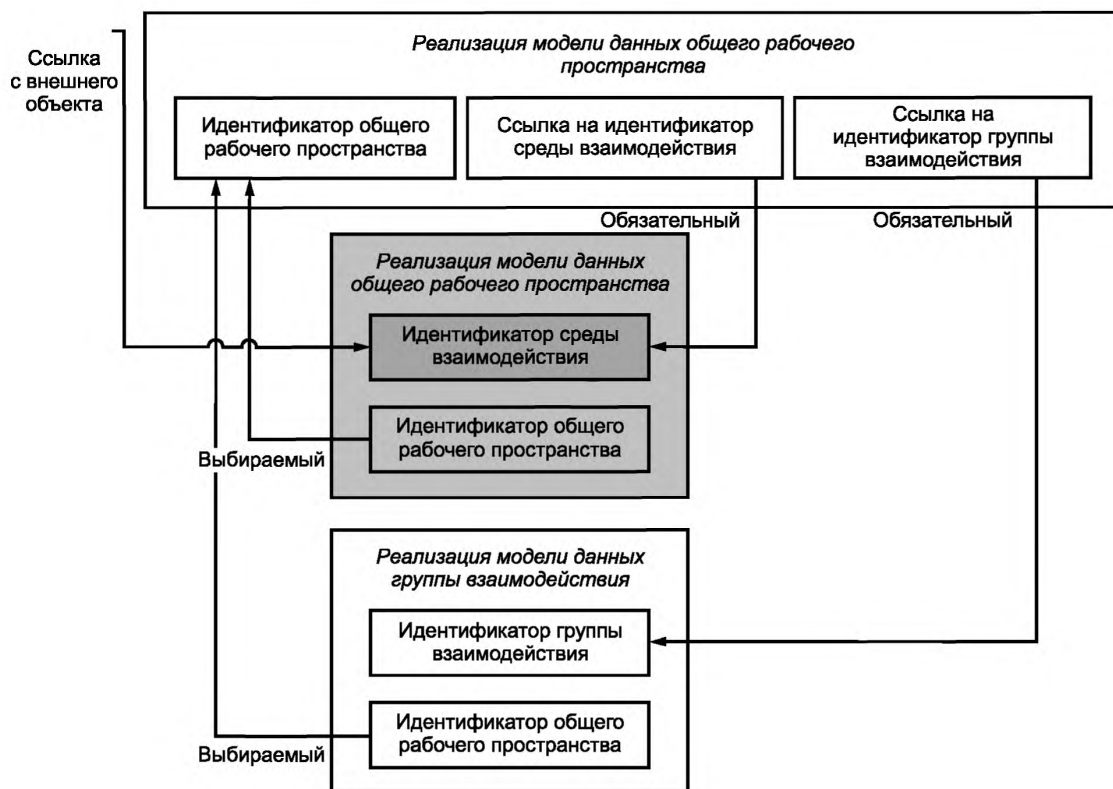 Ссылка
с внешнего
объекта
Реализация модели данных общего рабочего
пространства
Идентификатор общего
рабочего пространства
Ссылка на идентификатор
среды взаимодействия
Ссылка на
идентификатор группы
взаимодействия
Обязательный
Обязательный
Реализация модели данных
общего рабочего пространства
Идентификатор среды
взаимодействия
Идентификатор общего
рабочего пространства
Выбираемый
Реализация модели данных
группы взаимодействия
Идентификатор группы
взаимодействия
Идентификатор общего
рабочего пространства
Выбираемый